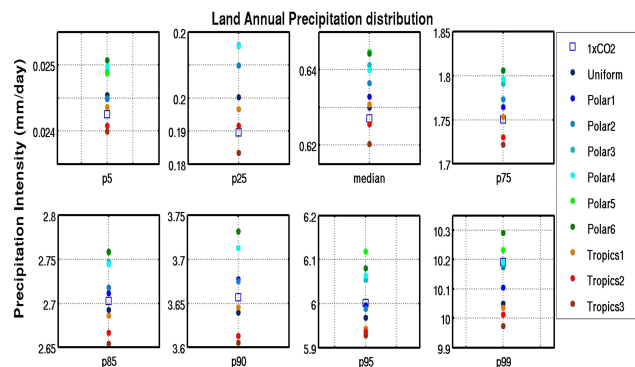 Land Annual Precipitation distribution
Precipitation Intensity (mm/day)
0.025
0.024
p5
0.2
0.2
0.19
0.18
p25
0.64
0.62
median
1.85
1.8
1.75
1.7
p75
2.8
2.75
2.7
2.65
p85
3.75
3.7
3.65
3.6
p90
6.2
6.1
6
5.9
p95
10.3
10.2
10.1
10
9.9
p99
1xCO2
Uniform
Polar1
Polar2
Polar3
Polar4
Polar5
Polar6
Tropics1
Tropics2
Tropics3